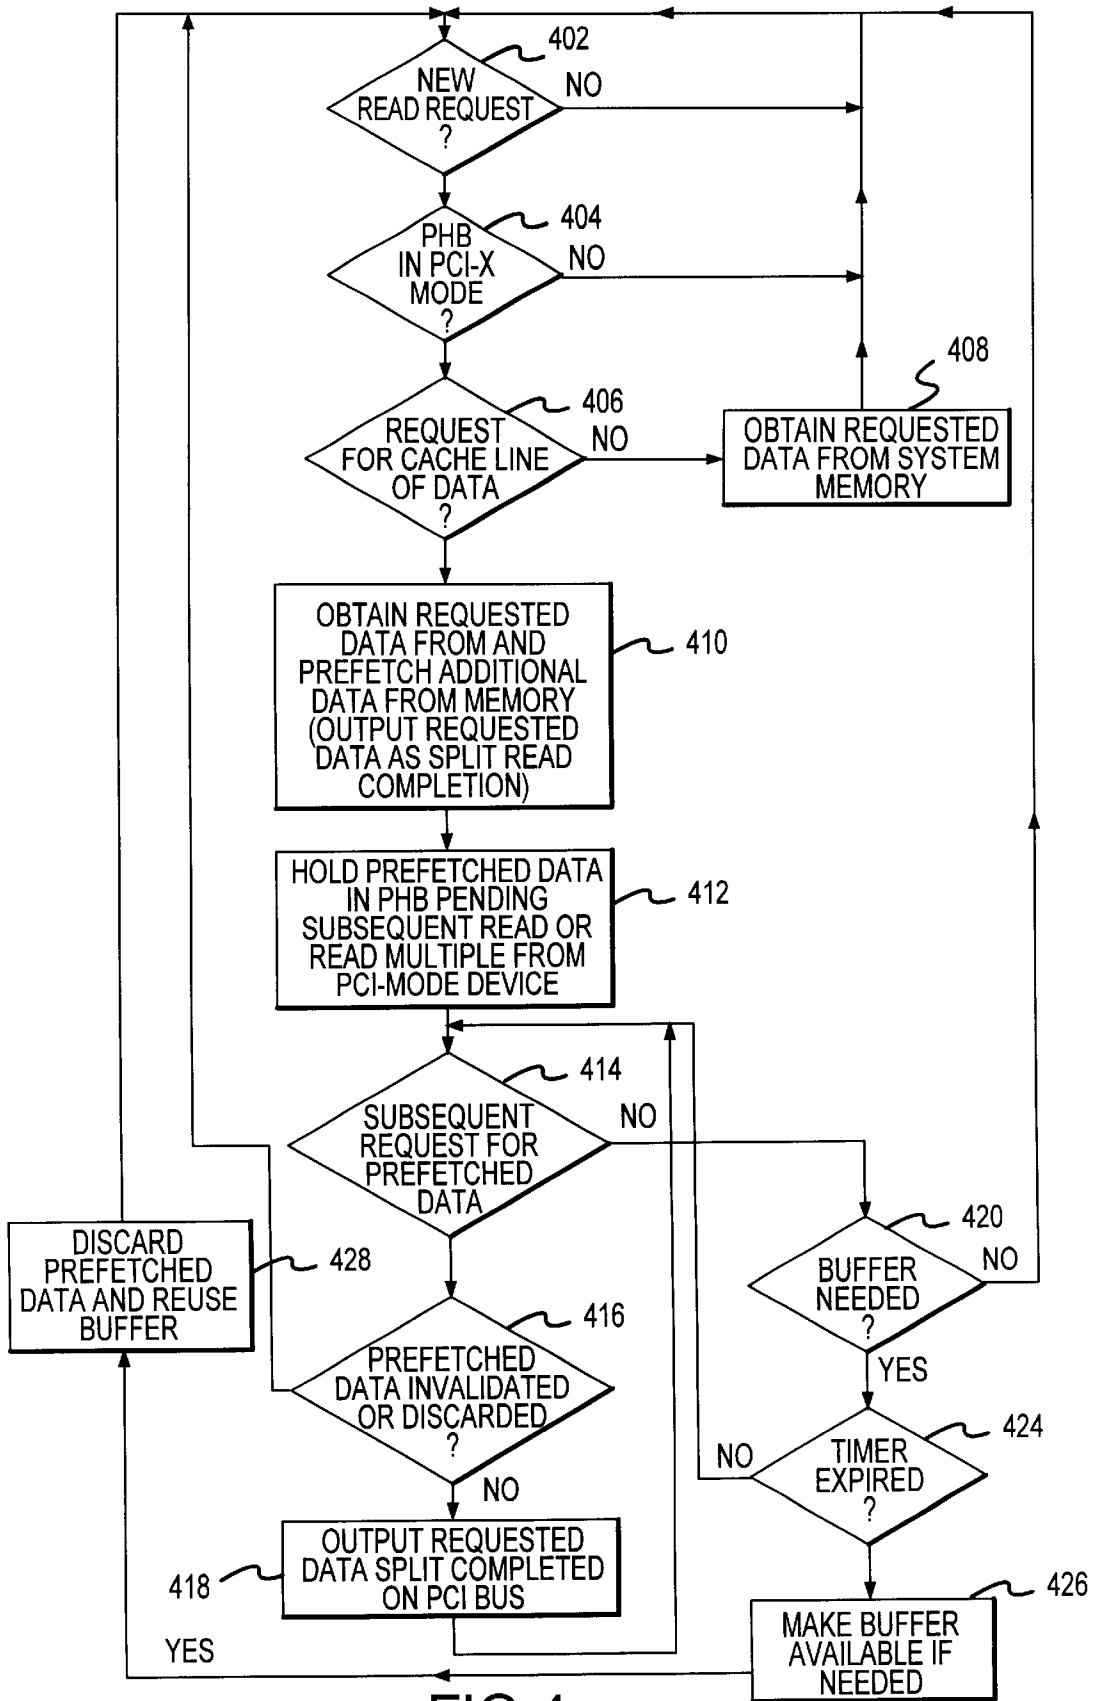 402
NEW
READ REQUEST
?
NO
404
PHB
IN PCI-X
MODE
?
NO
406
REQUEST
FOR CACHE LINE
OF DATA
?
NO
408
OBTAIN REQUESTED
DATA FROM SYSTEM
MEMORY
OBTAIN REQUESTED
DATA FROM AND
PREFETCH ADDITIONAL
DATA FROM MEMORY
(OUTPUT REQUESTED
DATA AS SPLIT READ
COMPLETION)
410
HOLD PREFETCHED DATA
IN PHB PENDING
SUBSEQUENT READ OR
READ MULTIPLE FROM
PCI-MODE DEVICE
412
414
SUBSEQUENT
REQUEST FOR
PREFETCHED
DATA
NO
420
BUFFER
NEEDED
?
NO
YES
DISCARD
PREFETCHED
DATA AND REUSE
BUFFER
428
416
PREFETCHED
DATA INVALIDATED
OR DISCARDED
?
NO
424
TIMER
EXPIRED
?
NO
OUTPUT REQUESTED
DATA SPLIT COMPLETED
ON PCI BUS
418
426
MAKE BUFFER
AVAILABLE IF
NEEDED
YES